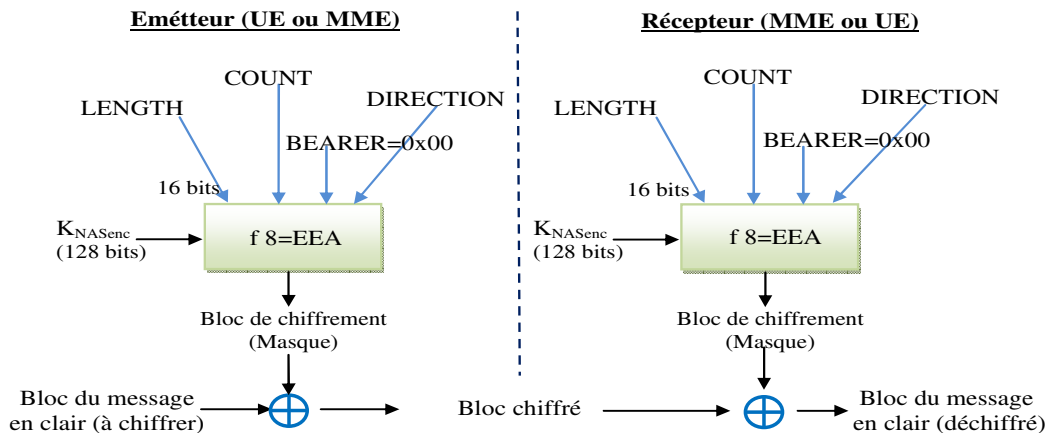 Emétteur (UE ou MME)
COUNT
LENGTH
DIRECTION
BEARER=0x00
16 bits
K_NASenc
(128 bits)
f 8=EEA
Bloc de chiffrement
(Masque)
Bloc du message
en clair (à chiffrer)
Bloc chiffré
Récepteur (MME ou UE)
COUNT
LENGTH
DIRECTION
BEARER=0x00
16 bits
K_NASenc
(128 bits)
f 8=EEA
Bloc de chiffrement
(Masque)
Bloc du message
en clair (déchiffré)